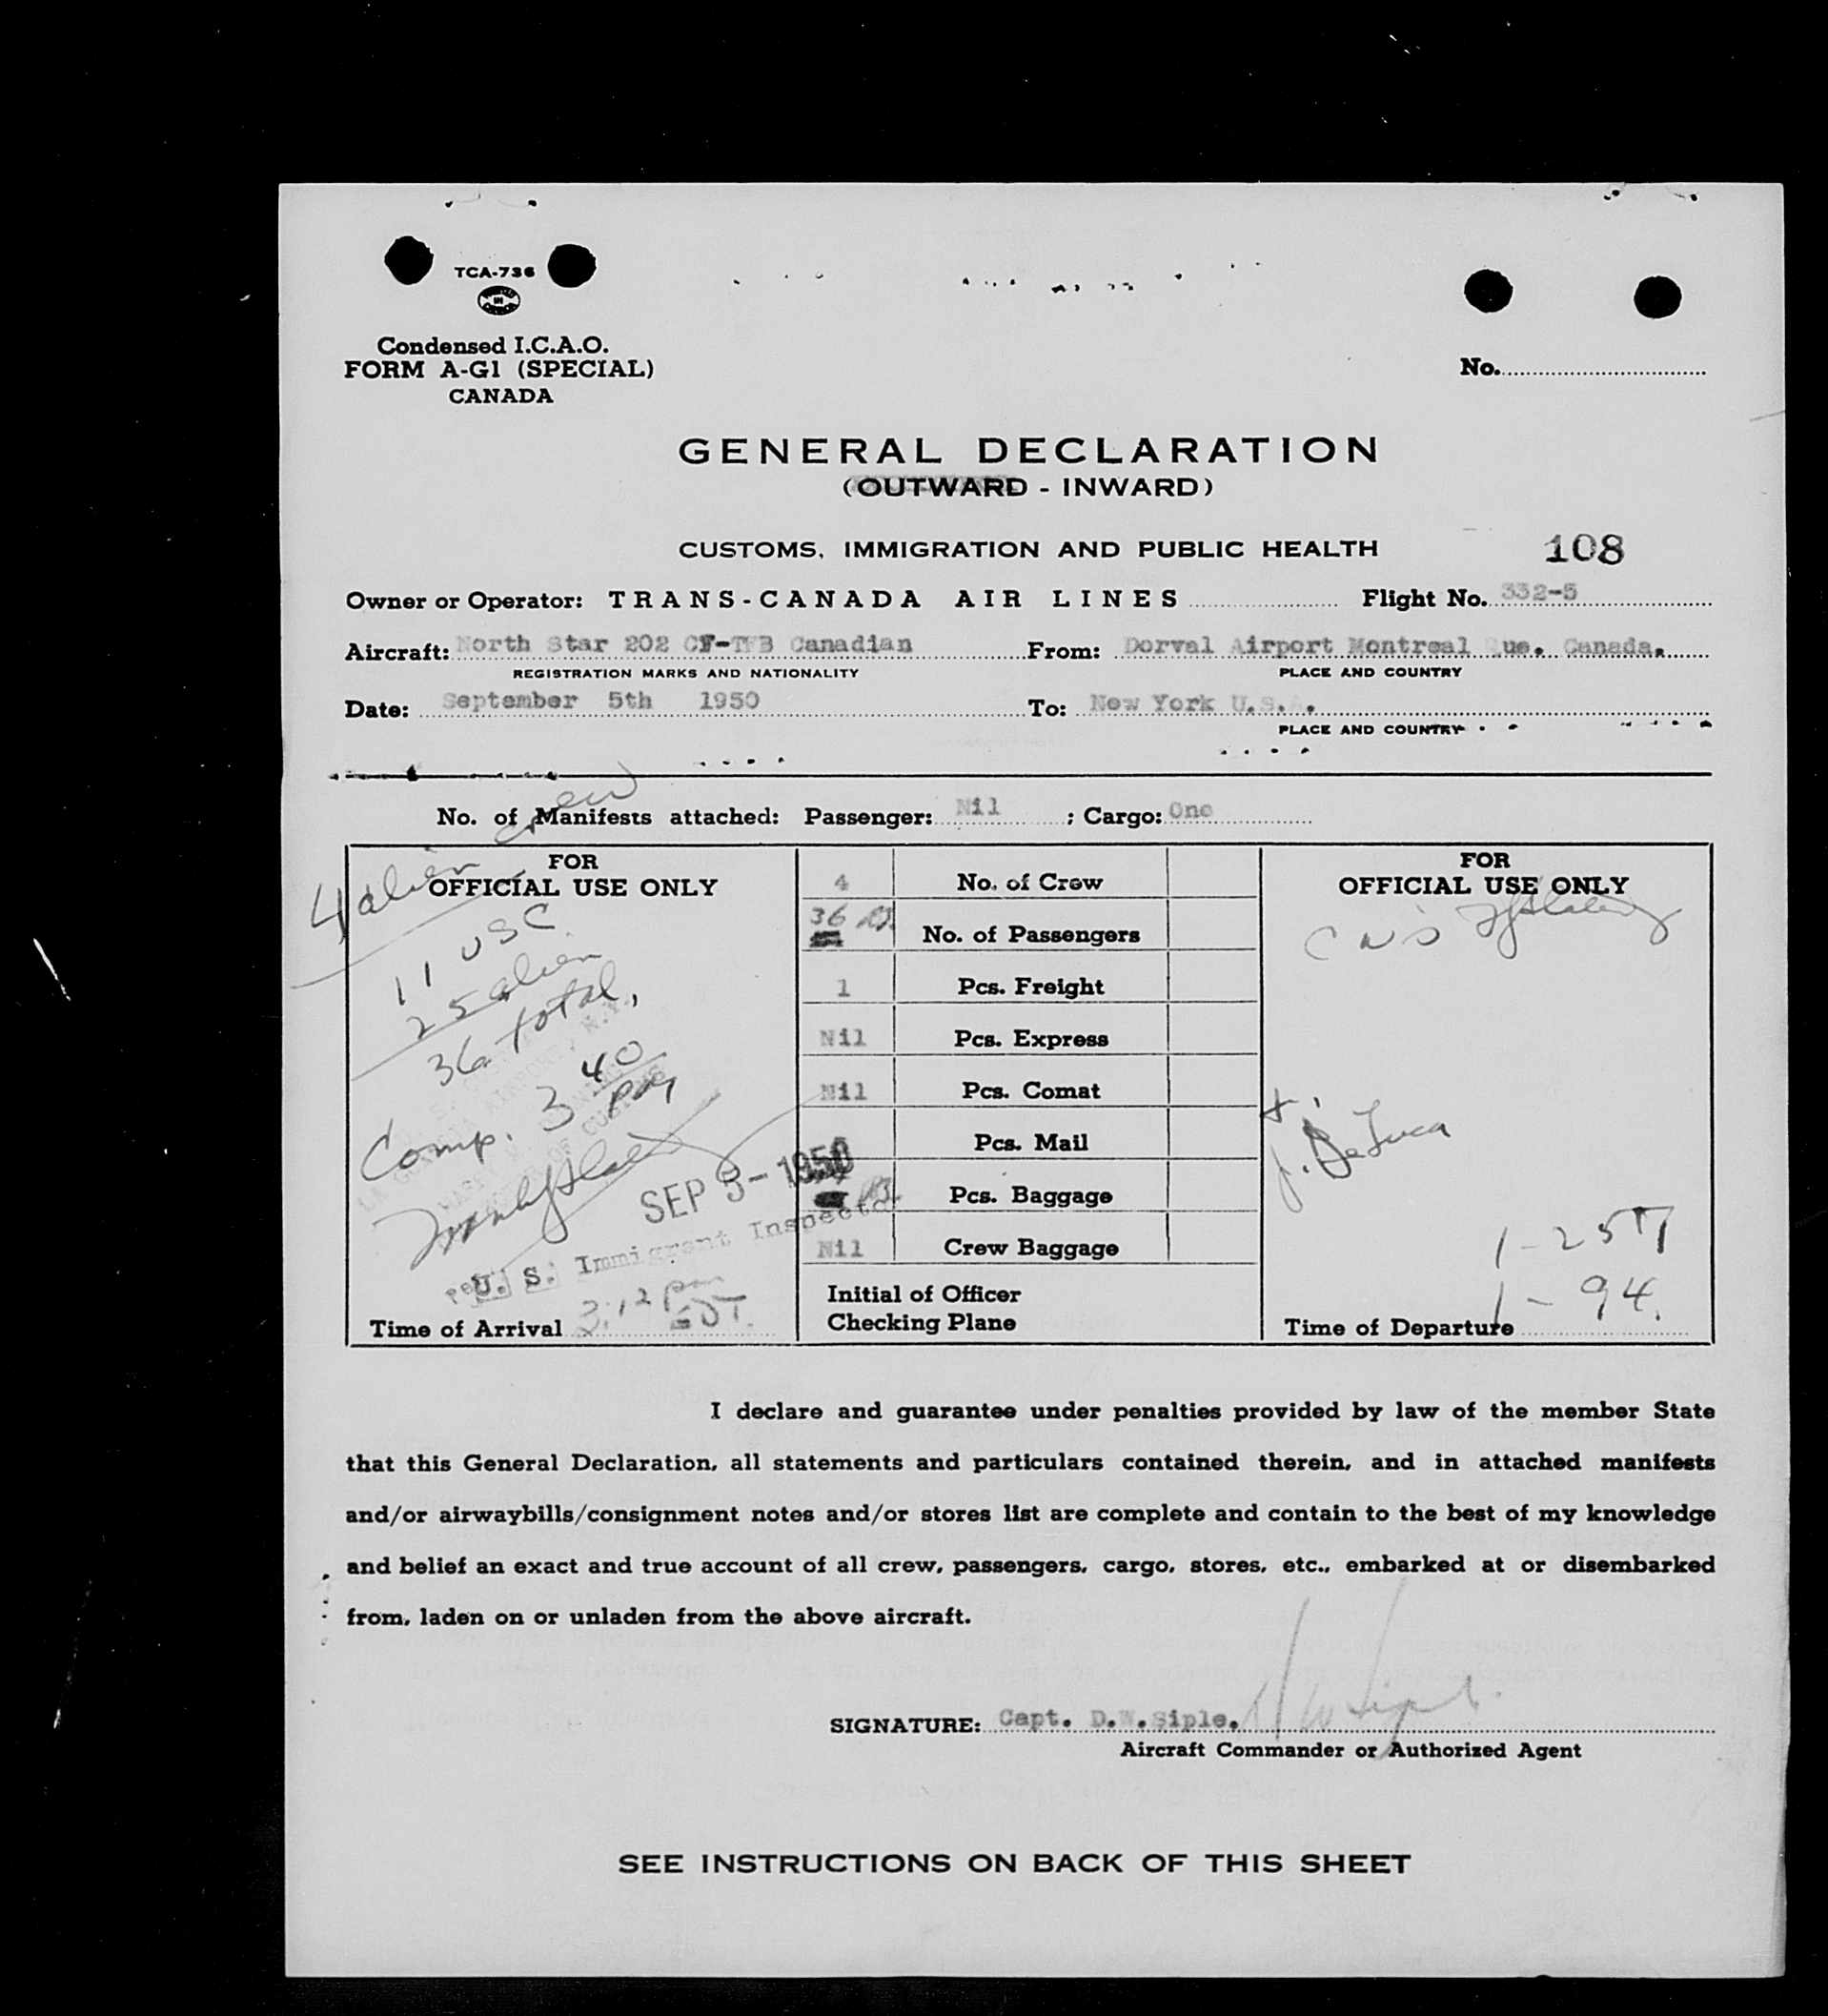 TCA-736
Condensed I.C.A.O.
FORM A-G1 (SPECIAL)
CANADA
No.
GENERAL DECLARATION
(OUTWARD - INWARD)
CUSTOMS, IMMIGRATION AND PUBLIC HEALTH
108
Owner or Operator: TRANS-CANADA AIR LINES Flight No. 332-5
Aircraft: North Star 202 CF-TFB Canadian From: Dorval Airport Montreal Que. Canada.
REGISTRATION MARKS AND NATIONALITY PLACE AND COUNTRY
Date: September 5th 1950 To: New York U.S.A.
PLACE AND COUNTRY
No. of Manifests attached: Passenger: Nil ; Cargo: One
4 alien crew
FOR
OFFICIAL USE ONLY
11 USC
25 alien
36 total,
Comp. 3 40 pm
SEP 5 - 1950
U. S. Immigrant Inspector
Time of Arrival 3:12 pm EDT.
4 No. of Crew
36 No. of Passengers
1 Pcs. Freight
Nil Pcs. Express
Nil Pcs. Comat
Pcs. Mail
Pcs. Baggage
Nil Crew Baggage
Initial of Officer
Checking Plane
FOR
OFFICIAL USE ONLY
J. DeLuca
1 - 257
1 - 94.
Time of Departure
I declare and guarantee under penalties provided by law of the member State
that this General Declaration, all statements and particulars contained therein, and in attached manifests
and/or airwaybills/consignment notes and/or stores list are complete and contain to the best of my knowledge
and belief an exact and true account of all crew, passengers, cargo, stores, etc., embarked at or disembarked
from, laden on or unladen from the above aircraft.
SIGNATURE: Capt. D.W.Siple. D W Siple
Aircraft Commander or Authorized Agent
SEE INSTRUCTIONS ON BACK OF THIS SHEET